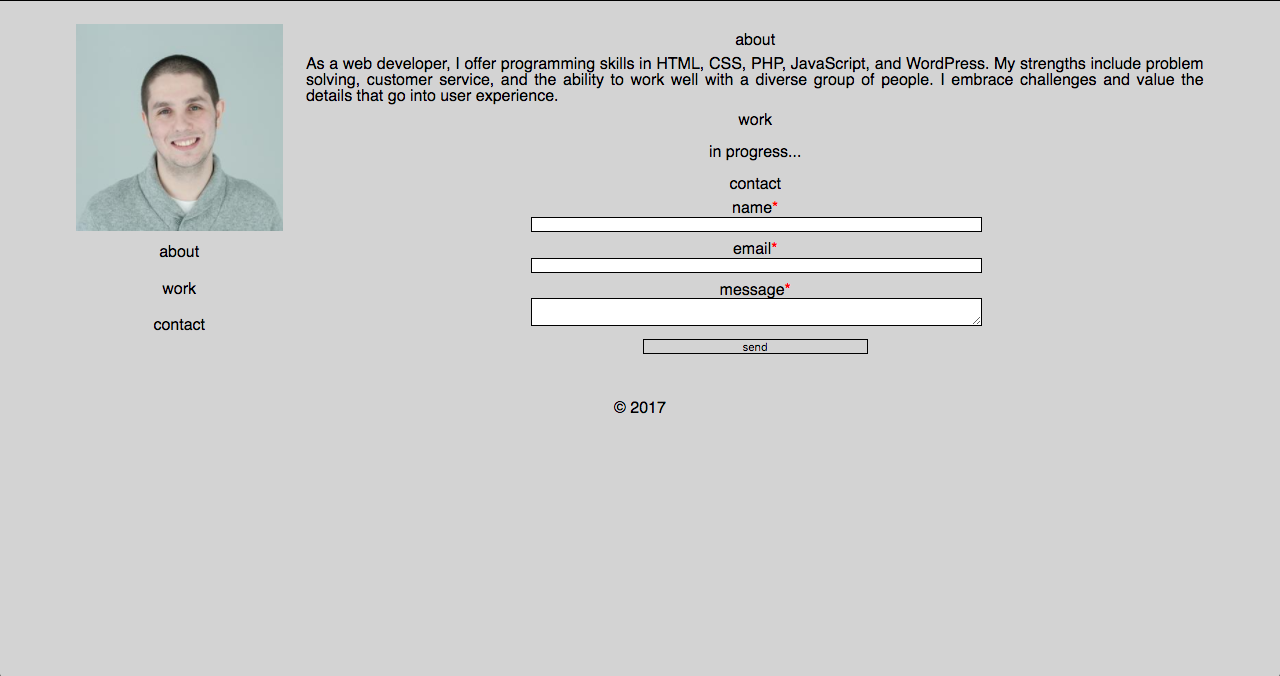 about
work
contact
about
As a web developer, I offer programming skills in HTML, CSS, PHP, JavaScript, and WordPress. My strengths include problem
solving, customer service, and the ability to work well with a diverse group of people. I embrace challenges and value the
details that go into user experience.
work
in progress...
contact
name*
email*
message*
send
© 2017